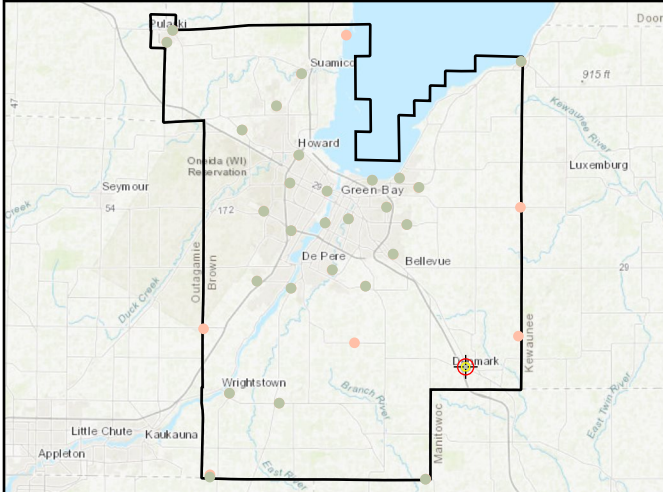 Pulaski
Door
Suamico
915 ft
47
Kewaunee River
Howard
Oneida (WI)
Reservation
Luxemburg
Seymour
29
Green Bay
Creek
54
172
De Pere
Bellevue
29
Outagamie
Brown
Duck Creek
Kewaunee
Denmark
Wrightstown
Branch River
East Twin River
Little Chute
Kaukauna
Manitowoc
Appleton
East River